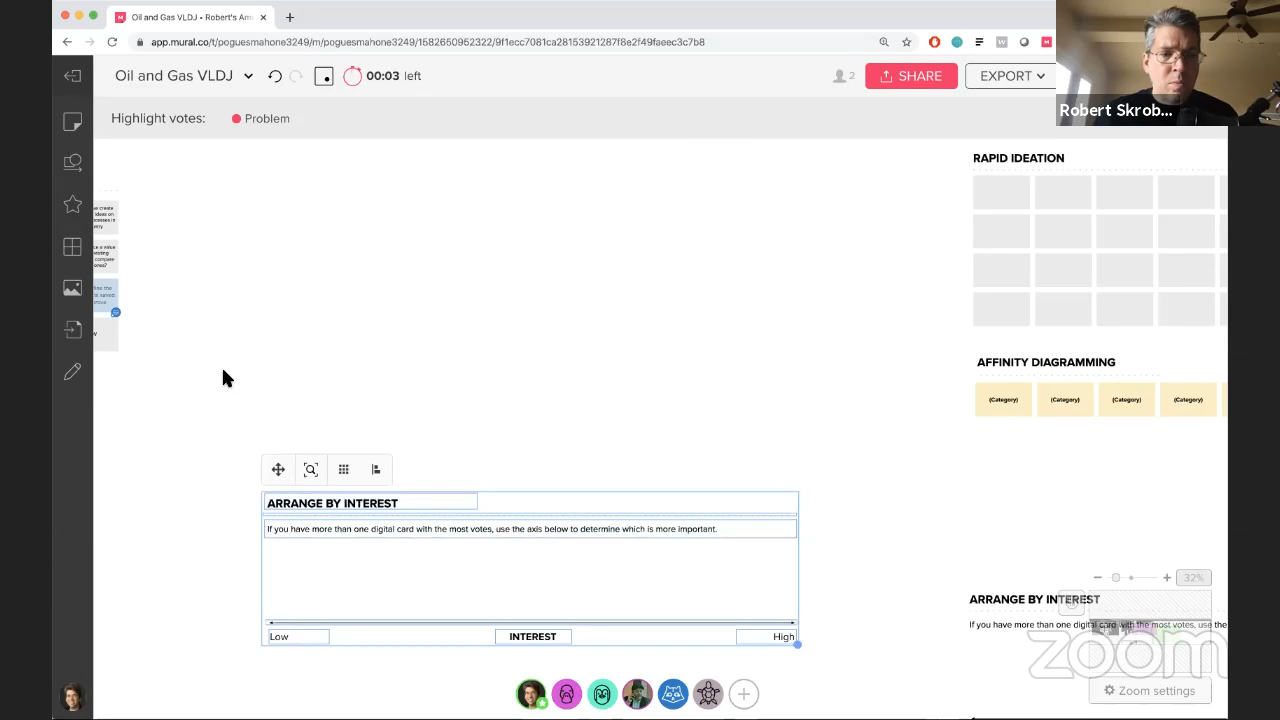 Oil and Gas VLDJ • Robert's Am
app.mural.co/t/poguesmahone3249/m/poguesmahone3249/1582650952322/9f1ecc7081ca28153921287f8e2f49faeec3c7b8
Oil and Gas VLDJ
00:03 left
2
SHARE
EXPORT
Robert Skrob...
Highlight votes:
Problem
RAPID IDEATION
AFFINITY DIAGRAMMING
(Category)
(Category)
(Category)
(Category)
ARRANGE BY INTEREST
If you have more than one digital card with the most votes, use the axis below to determine which is more important.
Low
INTEREST
High
32%
ARRANGE BY INTEREST
If you have more than one digital card with the most votes, use the
zoom
Zoom settings